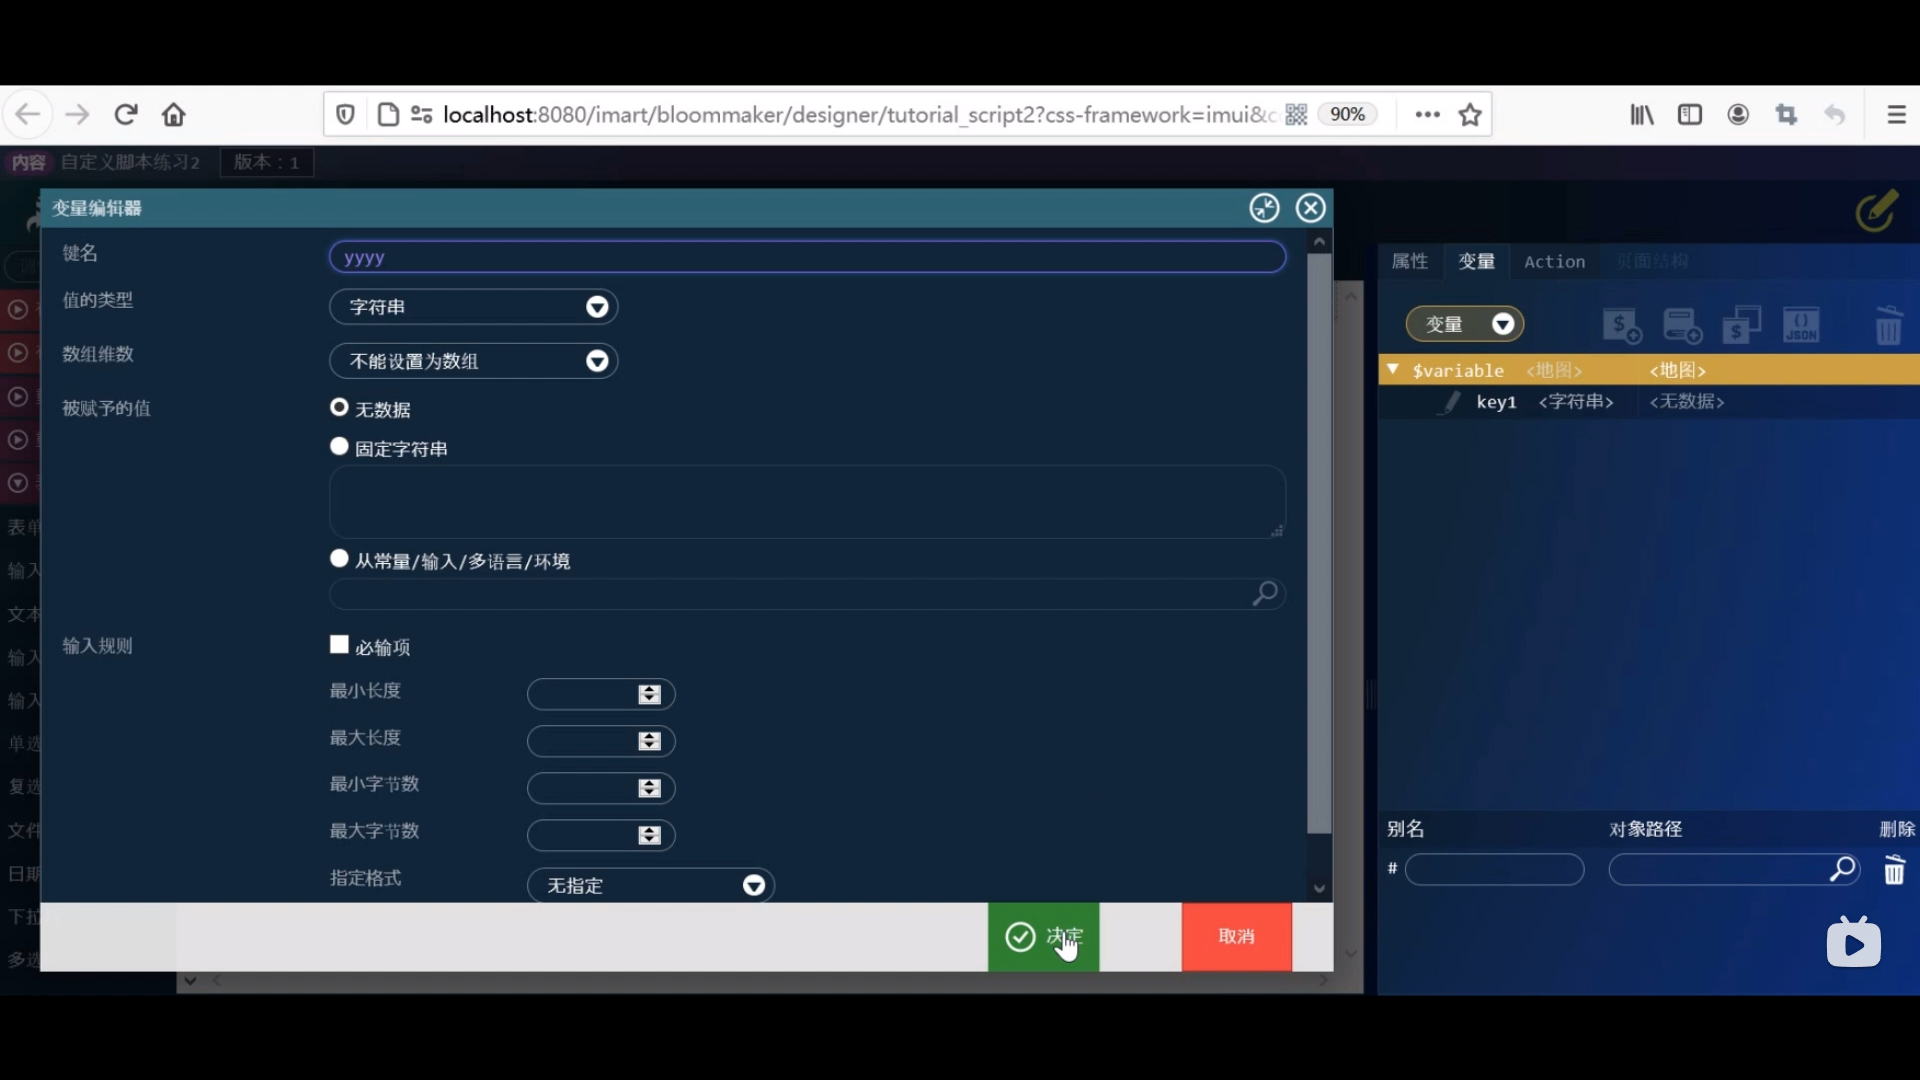 localhost:8080/imart/bloommaker/designer/tutorial_script2?css-framework=imui&c
90%
内容 自定义脚本练习2 版本：1
变量编辑器
键名 yyyy
值的类型 字符串
数组维数 不能设置为数组
被赋予的值 无数据
固定字符串
从常量/输入/多语言/环境
输入规则 必输项
最小长度
最大长度
最小字节数
最大字节数
指定格式 无指定
决定 取消
表单
输入
文本
输入
输入
单选
复选
文件
日期
下拉
多选
属性 变量 Action 页面结构
变量
JSON
$variable <地图> <地图>
key1 <字符串> <无数据>
别名 对象路径 删除
#